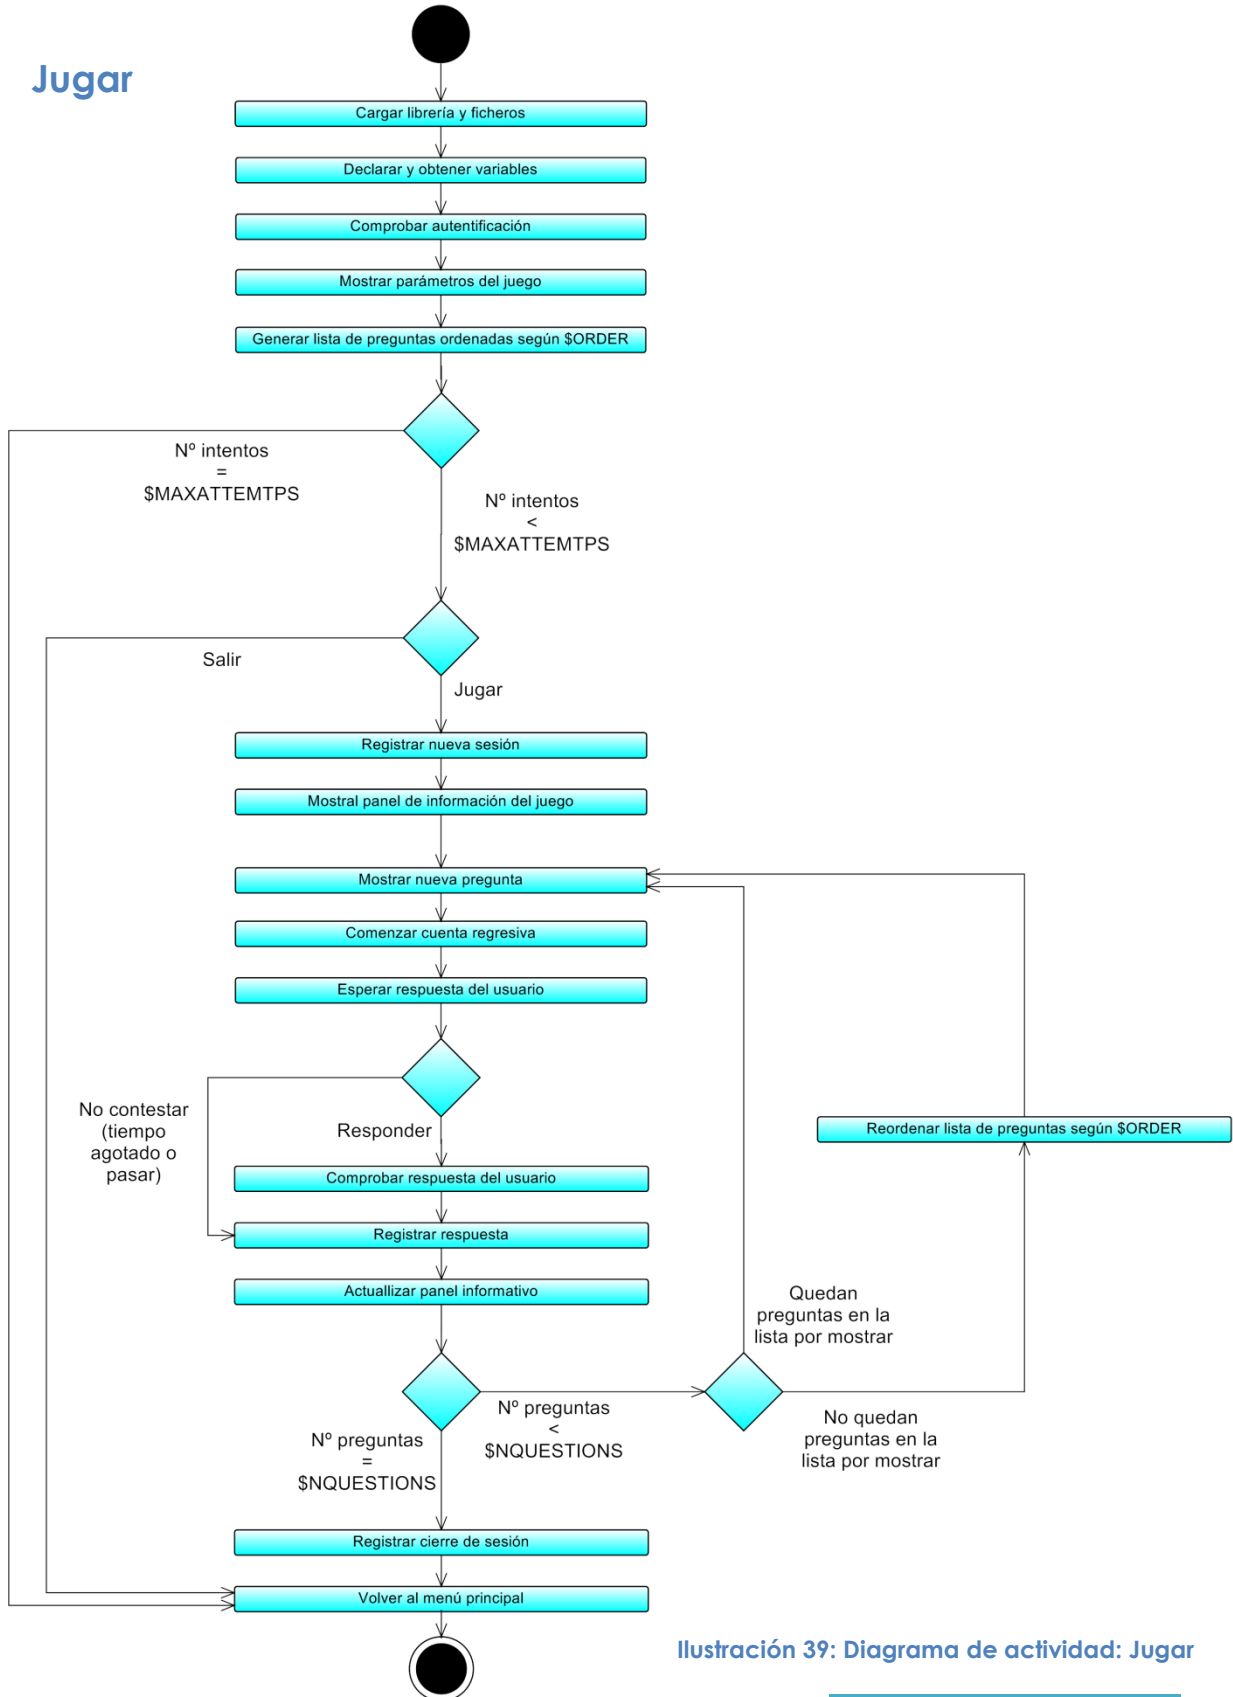 Jugar
Cargar librería y ficheros
Declarar y obtener variables
Comprobar autentificación
Mostrar parámetros del juego
Generar lista de preguntas ordenadas según $ORDER
Nº intentos
=
$MAXATTEMTPS
Nº intentos
<
$MAXATTEMTPS
Salir
Jugar
Registrar nueva sesión
Mostral panel de información del juego
Mostrar nueva pregunta
Comenzar cuenta regresiva
Esperar respuesta del usuario
No contestar
(tiempo
agotado o
pasar)
Responder
Reordenar lista de preguntas según $ORDER
Comprobar respuesta del usuario
Registrar respuesta
Actuallizar panel informativo
Quedan
preguntas en la
lista por mostrar
Nº preguntas
<
$NQUESTIONS
No quedan
preguntas en la
lista por mostrar
Nº preguntas
=
$NQUESTIONS
Registrar cierre de sesión
Volver al menú principal
Ilustración 39: Diagrama de actividad: Jugar